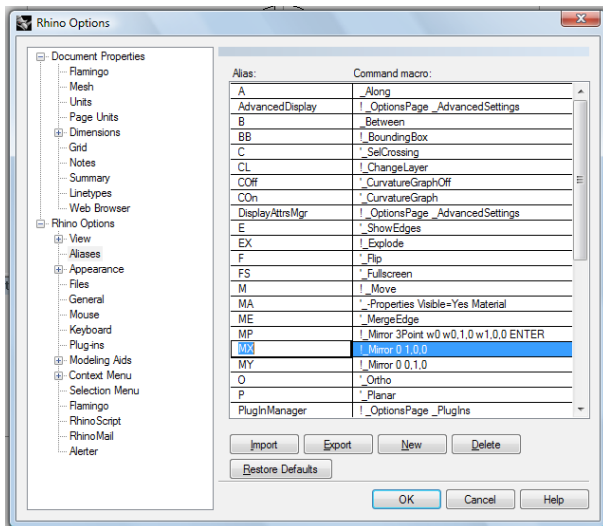 Rhino Options
Document Properties
Flamingo
Mesh
Units
Page Units
Dimensions
Grid
Notes
Summary
Linetypes
Web Browser
Rhino Options
View
Aliases
Appearance
Files
General
Mouse
Keyboard
Plug-ins
Modeling Aids
Context Menu
Selection Menu
Flamingo
RhinoScript
RhinoMail
Alerter
Alias: Command macro:
A _Along
AdvancedDisplay !_OptionsPage _AdvancedSettings
B _Between
BB !_BoundingBox
C '_SelCrossing
CL !_ChangeLayer
COff '_CurvatureGraphOff
COn '_CurvatureGraph
DisplayAttrsMgr !_OptionsPage _AdvancedSettings
E '_ShowEdges
EX !_Explode
F '_Flip
FS '_Fullscreen
M !_Move
MA '_-Properties Visible=Yes Material
ME '_MergeEdge
MP !_Mirror 3Point w0 w0,1,0 w1,0,0 ENTER
MX !_Mirror 0 1,0,0
MY !_Mirror 0 0,1,0
O '_Ortho
P '_Planar
PlugInManager !_OptionsPage _PlugIns
Import Export New Delete
Restore Defaults
OK Cancel Help